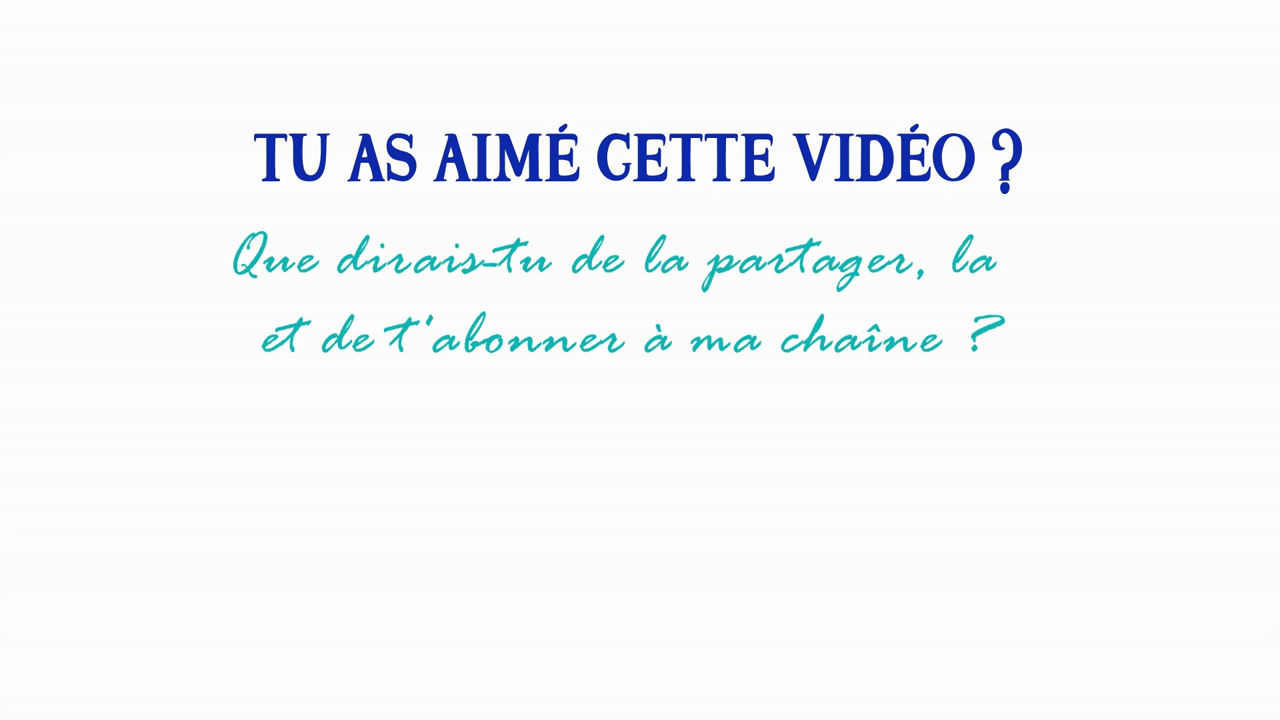 TU AS AIMÉ CETTE VIDÉO ?
Que dirais-tu de la partager, la
et de t'abonner à ma chaîne ?